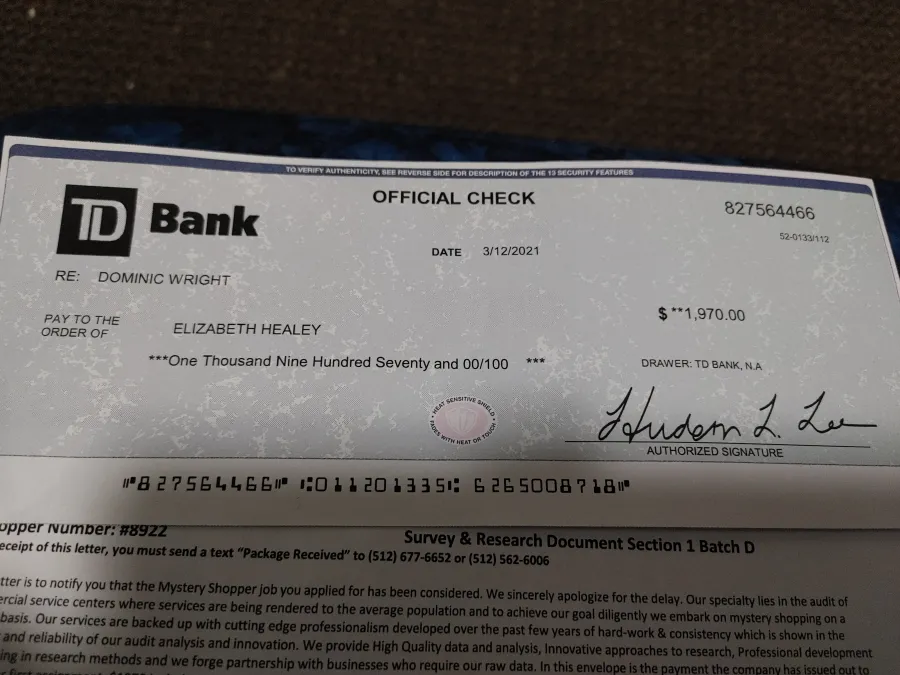 TO VERIFY AUTHENTICITY, SEE REVERSE SIDE FOR DESCRIPTION OF THE 13 SECURITY FEATURES
OFFICIAL CHECK
827564466
52-0133/112
TD Bank
DATE 3/12/2021
RE: DOMINIC WRIGHT
$ **1,970.00
PAY TO THE
ORDER OF
ELIZABETH HEALEY
***One Thousand Nine Hundred Seventy and 00/100 ***
DRAWER: TD BANK, N.A
HEAT SENSITIVE SHIELD
FADES WITH HEAT OR TOUCH
Hudson L. Lee
AUTHORIZED SIGNATURE
⑈827564466⑈ ⑆011201335⑆ 6265008718⑈
opper Number: #8922
Survey & Research Document Section 1 Batch D
eceipt of this letter, you must send a text “Package Received” to (512) 677-6652 or (512) 562-6006
tter is to notify you that the Mystery Shopper job you applied for has been considered. We sincerely apologize for the delay. Our specialty lies in the audit of
ercial service centers where services are being rendered to the average population and to achieve our goal diligently we embark on mystery shopping on a
basis. Our services are backed up with cutting edge professionalism developed over the past few years of hard-work & consistency which is shown in the
and reliability of our audit analysis and innovation. We provide High Quality data and analysis, Innovative approaches to research, Professional development
ing in research methods and we forge partnership with businesses who require our raw data. In this envelope is the payment the company has issued out to